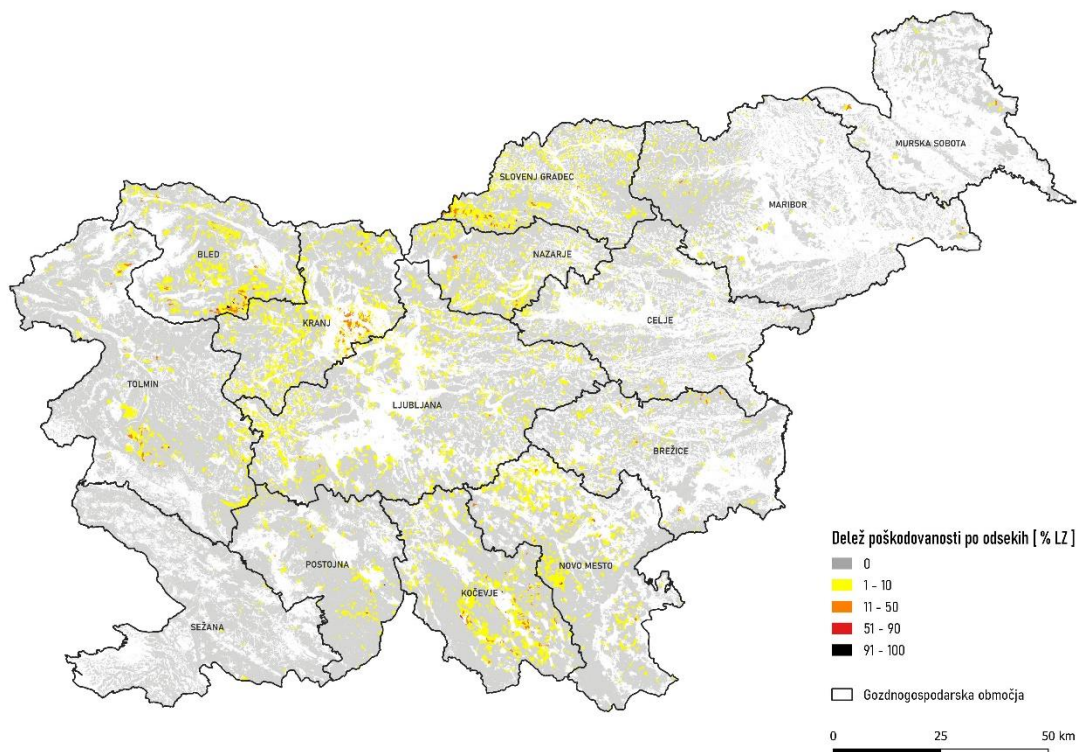 MURSKA SOBOTA
SLOVENJ GRADEC
MARIBOR
BLED
NAZARJE
KRANJ
CELJE
TOLMIN
LJUBLJANA
BREŽICE
POSTOJNA
NOVO MESTO
KOČEVJE
SEŽANA
Delež poškodovanosti po odsekih [ % LZ ]
0
1 - 10
11 - 50
51 - 90
91 - 100
Gozdnogospodarska območja
0 25 50 km